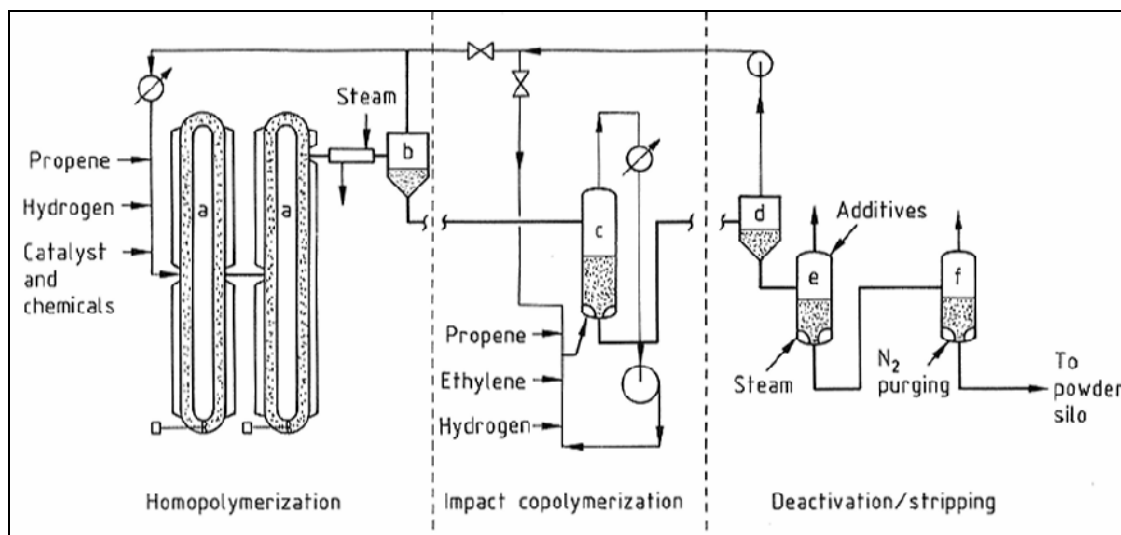 Steam
b
Propene
Hydrogen
Catalyst
and
chemicals
a
a
Homopolymerization
c
Propene
Ethylene
Hydrogen
Impact copolymerization
d
Additives
e
f
Steam
N₂
purging
To
powder
silo
Deactivation/stripping